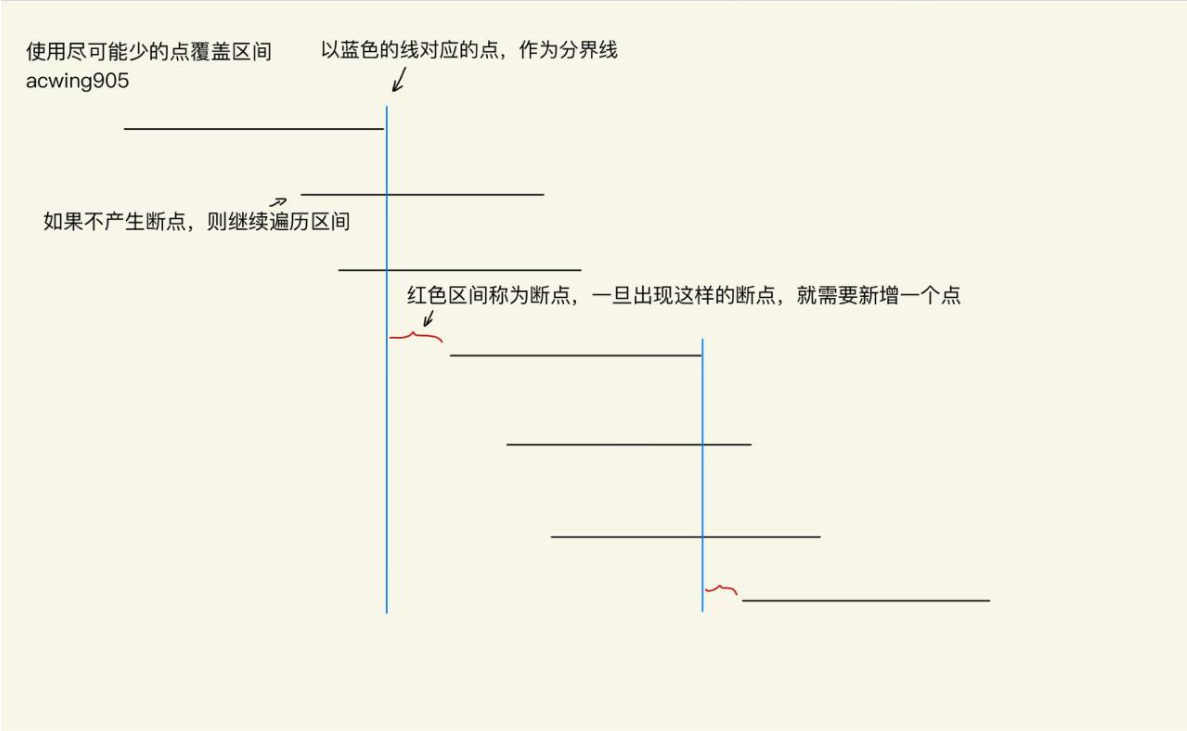 使用尽可能少的点覆盖区间
acwing905
以蓝色的线对应的点，作为分界线
如果不产生断点，则继续遍历区间
红色区间称为断点，一旦出现这样的断点，就需要新增一个点